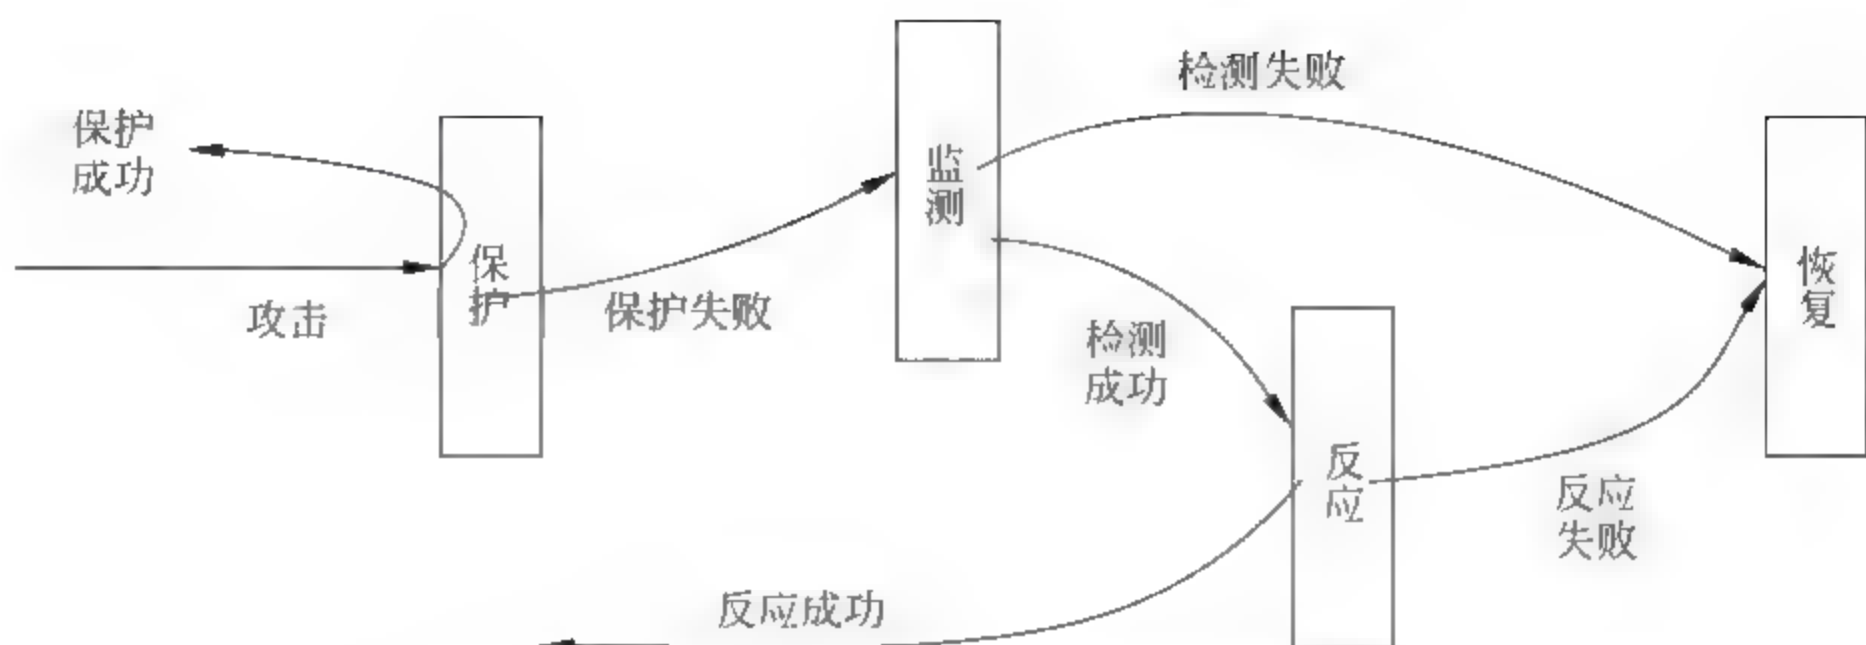 保护
成功
攻击
保
护
保护失败
监
测
检测失败
检测
成功
反
应
反应成功
反应
失败
恢
复